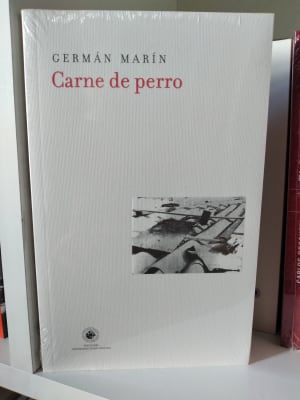 GERMÁN MARÍN
Carne de perro